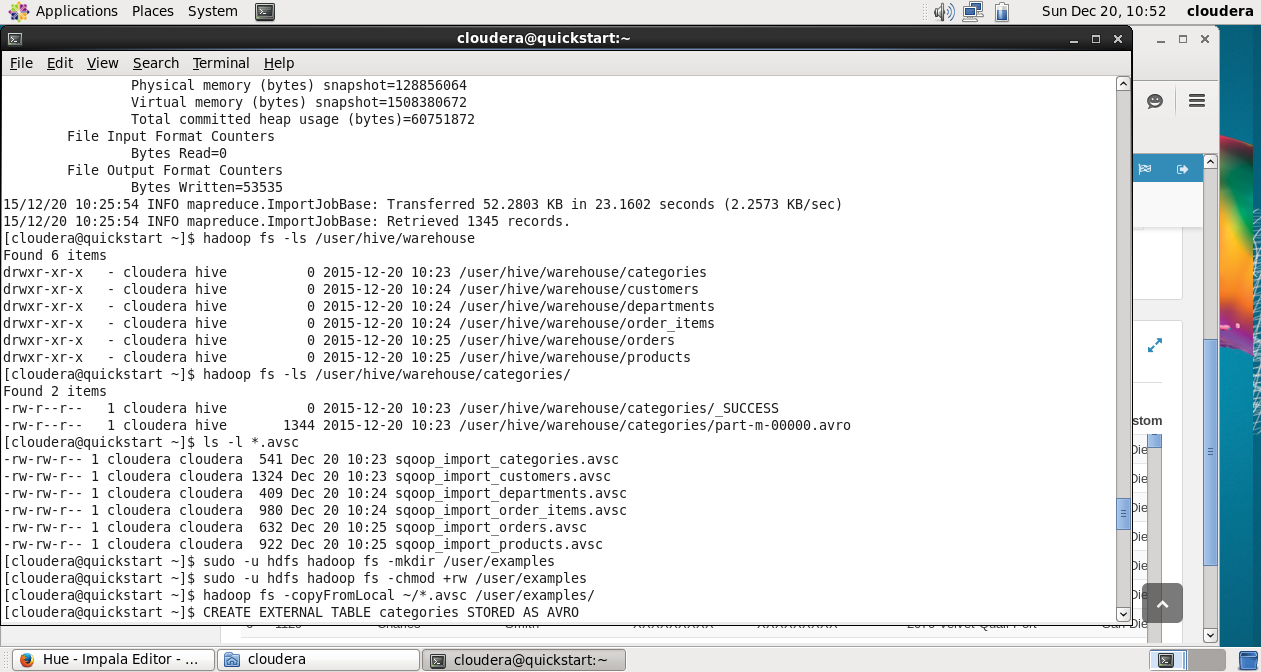 Applications Places System Sun Dec 20, 10:52 cloudera
cloudera@quickstart:~
File Edit View Search Terminal Help
Physical memory (bytes) snapshot=128856064
Virtual memory (bytes) snapshot=1508380672
Total committed heap usage (bytes)=60751872
File Input Format Counters
Bytes Read=0
File Output Format Counters
Bytes Written=53535
15/12/20 10:25:54 INFO mapreduce.ImportJobBase: Transferred 52.2803 KB in 23.1602 seconds (2.2573 KB/sec)
15/12/20 10:25:54 INFO mapreduce.ImportJobBase: Retrieved 1345 records.
[cloudera@quickstart ~]$ hadoop fs -ls /user/hive/warehouse
Found 6 items
drwxr-xr-x - cloudera hive 0 2015-12-20 10:23 /user/hive/warehouse/categories
drwxr-xr-x - cloudera hive 0 2015-12-20 10:24 /user/hive/warehouse/customers
drwxr-xr-x - cloudera hive 0 2015-12-20 10:24 /user/hive/warehouse/departments
drwxr-xr-x - cloudera hive 0 2015-12-20 10:24 /user/hive/warehouse/order_items
drwxr-xr-x - cloudera hive 0 2015-12-20 10:25 /user/hive/warehouse/orders
drwxr-xr-x - cloudera hive 0 2015-12-20 10:25 /user/hive/warehouse/products
[cloudera@quickstart ~]$ hadoop fs -ls /user/hive/warehouse/categories/
Found 2 items
-rw-r--r-- 1 cloudera hive 0 2015-12-20 10:23 /user/hive/warehouse/categories/_SUCCESS
-rw-r--r-- 1 cloudera hive 1344 2015-12-20 10:23 /user/hive/warehouse/categories/part-m-00000.avro
[cloudera@quickstart ~]$ ls -l *.avsc
-rw-rw-r-- 1 cloudera cloudera 541 Dec 20 10:23 sqoop_import_categories.avsc
-rw-rw-r-- 1 cloudera cloudera 1324 Dec 20 10:23 sqoop_import_customers.avsc
-rw-rw-r-- 1 cloudera cloudera 409 Dec 20 10:24 sqoop_import_departments.avsc
-rw-rw-r-- 1 cloudera cloudera 980 Dec 20 10:24 sqoop_import_order_items.avsc
-rw-rw-r-- 1 cloudera cloudera 632 Dec 20 10:25 sqoop_import_orders.avsc
-rw-rw-r-- 1 cloudera cloudera 922 Dec 20 10:25 sqoop_import_products.avsc
[cloudera@quickstart ~]$ sudo -u hdfs hadoop fs -mkdir /user/examples
[cloudera@quickstart ~]$ sudo -u hdfs hadoop fs -chmod +rw /user/examples
[cloudera@quickstart ~]$ hadoop fs -copyFromLocal ~/*.avsc /user/examples/
[cloudera@quickstart ~]$ CREATE EXTERNAL TABLE categories STORED AS AVRO
stom
Die
Die
Die
Die
Die
Die
Hue - Impala Editor - ... cloudera cloudera@quickstart:~